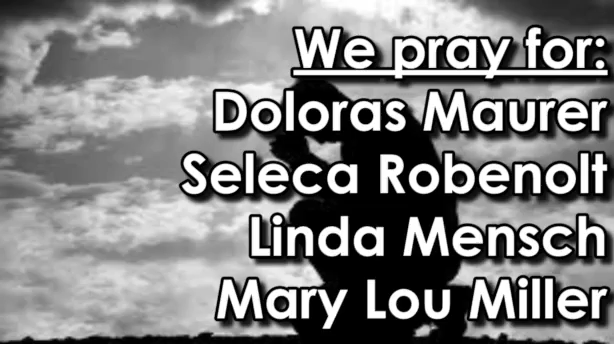 We pray for:
Doloras Maurer
Seleca Robenolt
Linda Mensch
Mary Lou Miller